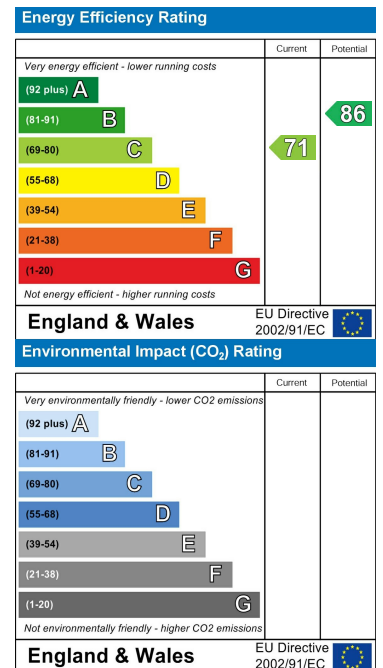 Energy Efficiency Rating
Current Potential
Very energy efficient - lower running costs
(92 plus) A
(81-91) B
86
(69-80) C
71
(55-68) D
(39-54) E
(21-38) F
(1-20) G
Not energy efficient - higher running costs
England & Wales
EU Directive
2002/91/EC
Environmental Impact (CO₂) Rating
Current Potential
Very environmentally friendly - lower CO2 emissions
(92 plus) A
(81-91) B
(69-80) C
(55-68) D
(39-54) E
(21-38) F
(1-20) G
Not environmentally friendly - higher CO2 emissions
England & Wales
EU Directive
2002/91/EC